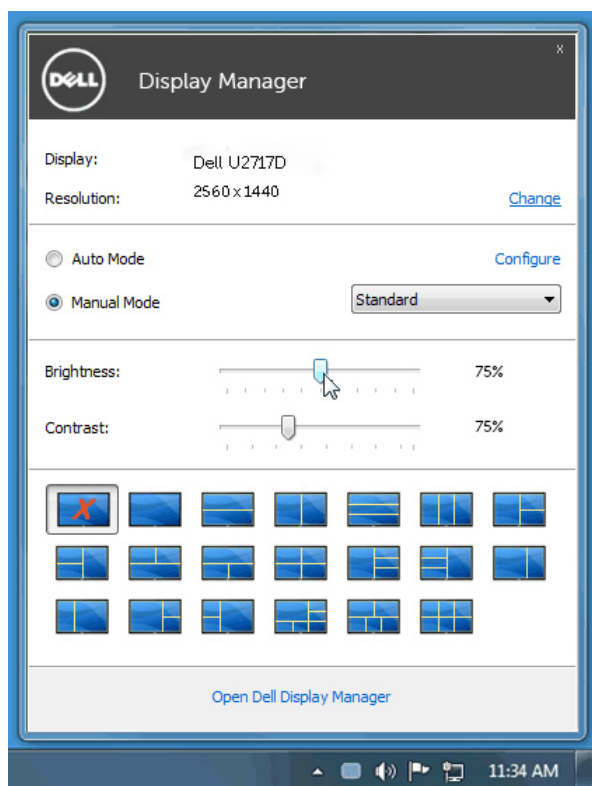 DELL
Display Manager
x
Display: Dell U2717D
Resolution: 2560 x 1440 Change
Auto Mode Configure
Manual Mode Standard
Brightness: 75%
Contrast: 75%
X
Open Dell Display Manager
11:34 AM